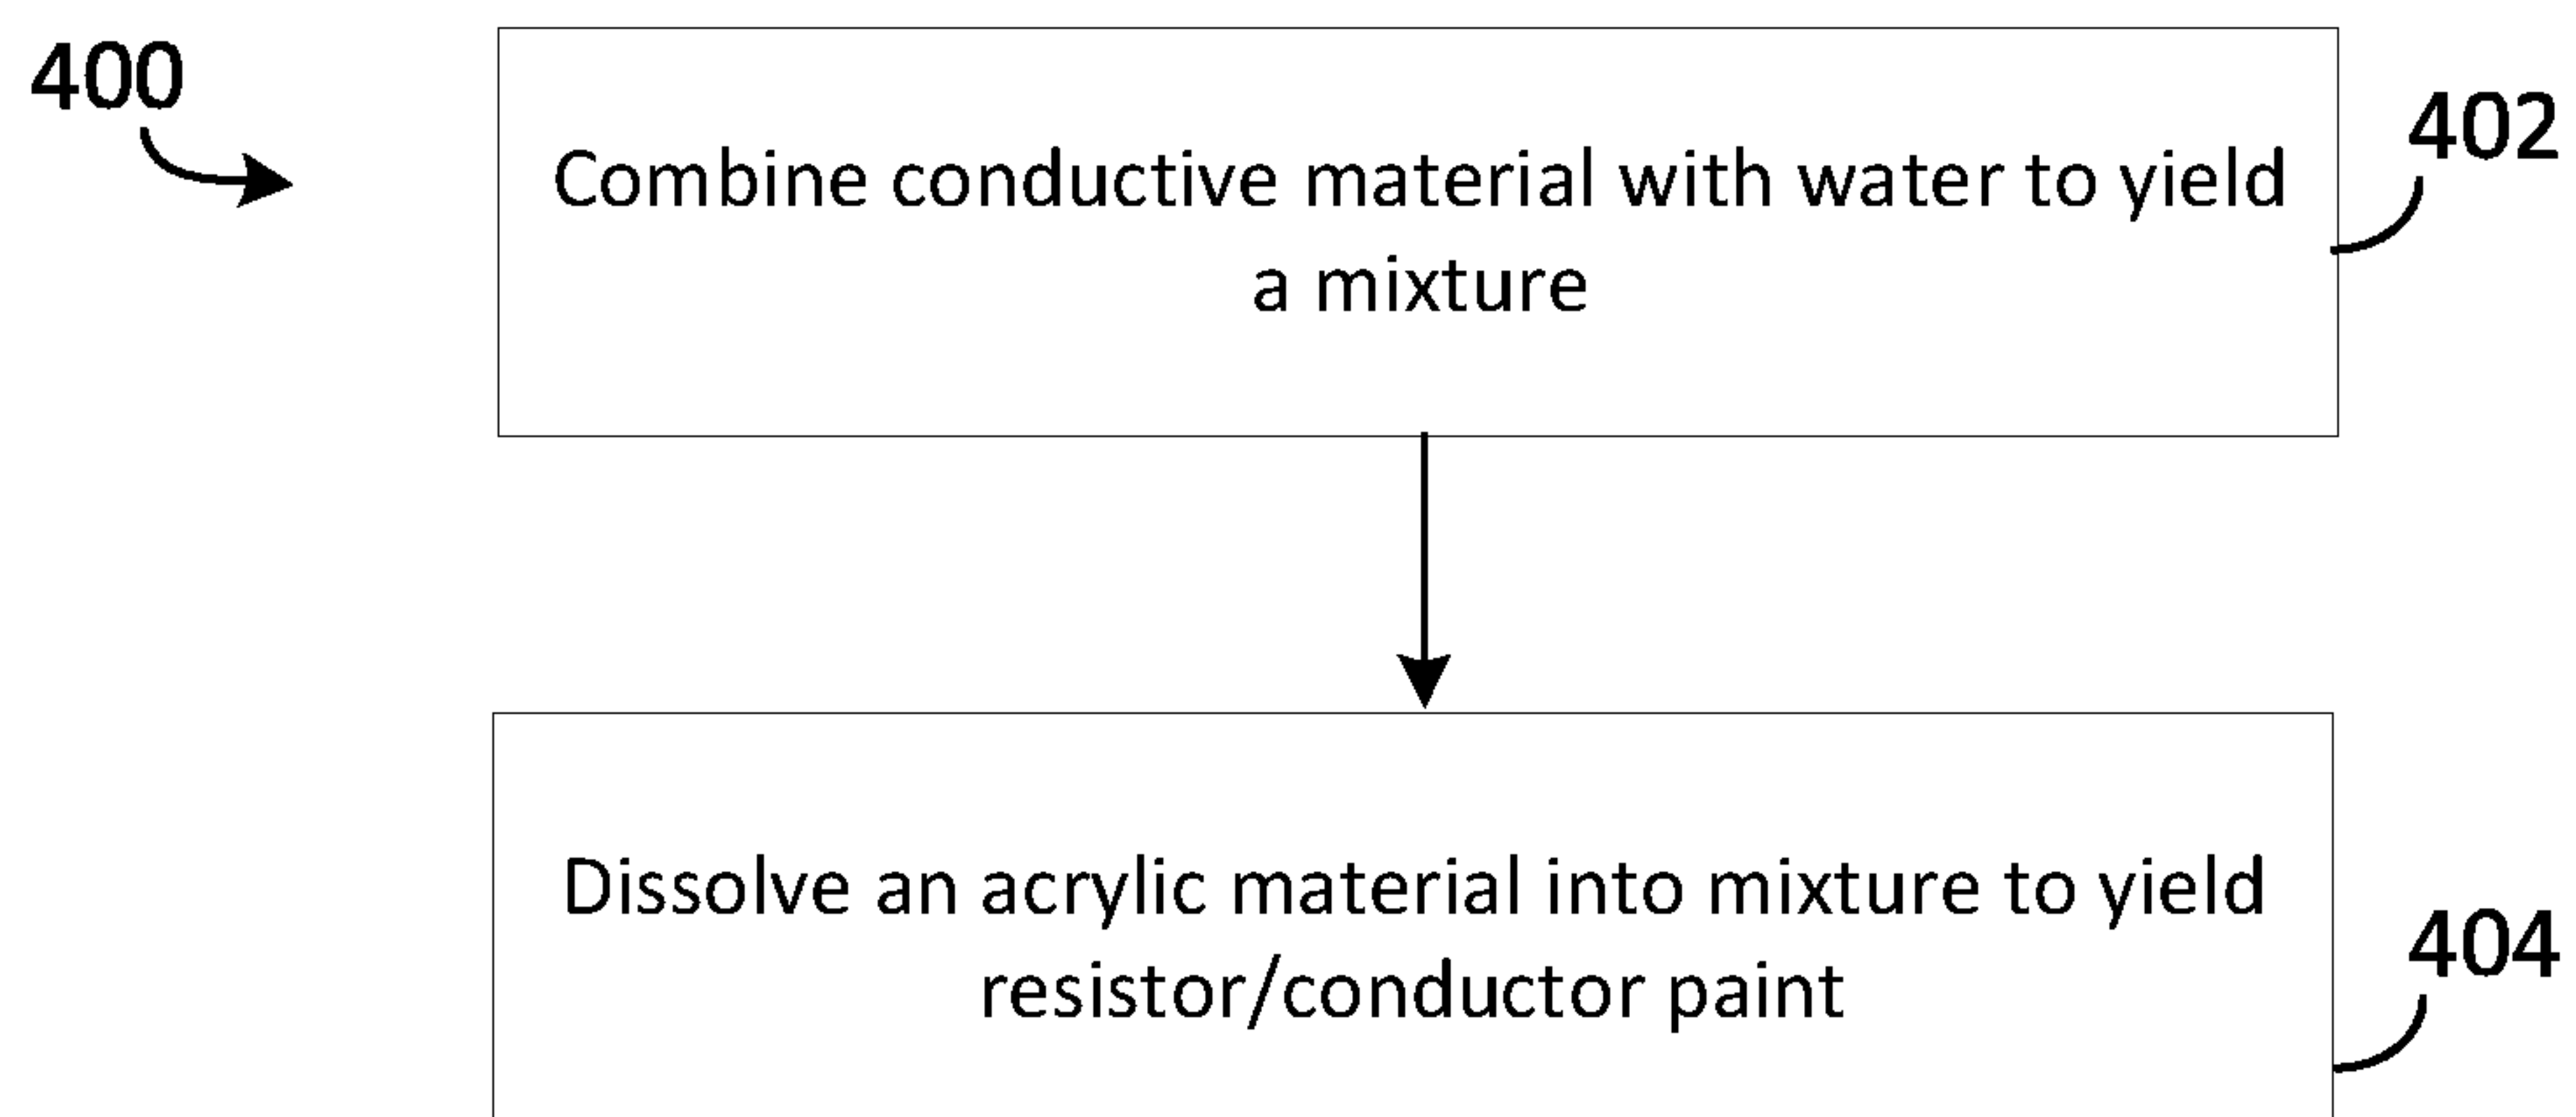 400
Combine conductive material with water to yield
a mixture
402
Dissolve an acrylic material into mixture to yield
resistor/conductor paint
404